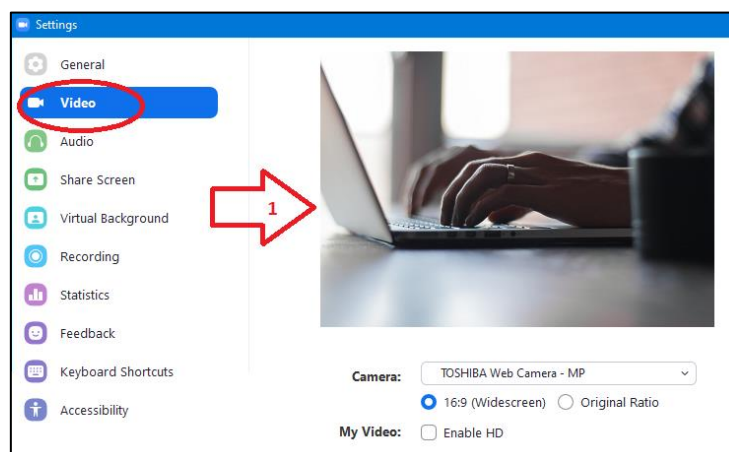 Settings
General
Video
Audio
Share Screen
Virtual Background
Recording
Statistics
Feedback
Keyboard Shortcuts
Accessibility
1
Camera: TOSHIBA Web Camera - MP
16:9 (Widescreen) Original Ratio
My Video: Enable HD